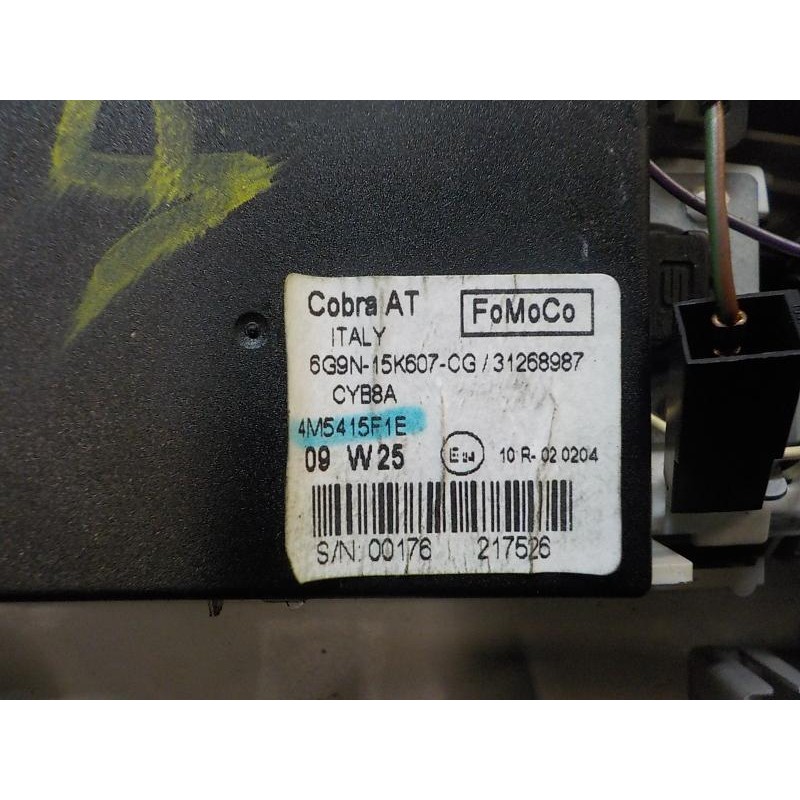 Cobra AT FoMoCo
ITALY
6G9N-15K607-CG / 31268987
CYB8A
4M5415F1E
09 W25 10 R- 02 0204
S/N: 00176 217526